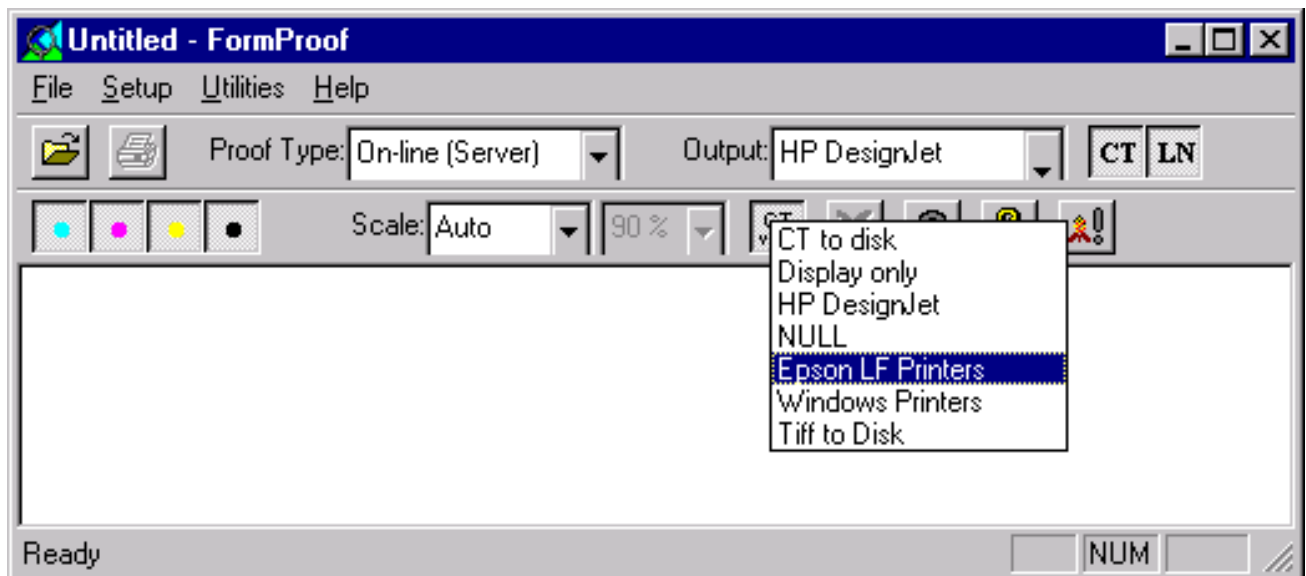 Untitled - FormProof
File Setup Utilities Help
Proof Type: On-line (Server) Output: HP DesignJet CT LN
Scale: Auto 90 % CT
CT to disk
Display only
HP DesignJet
NULL
Epson LF Printers
Windows Printers
Tiff to Disk
Ready NUM